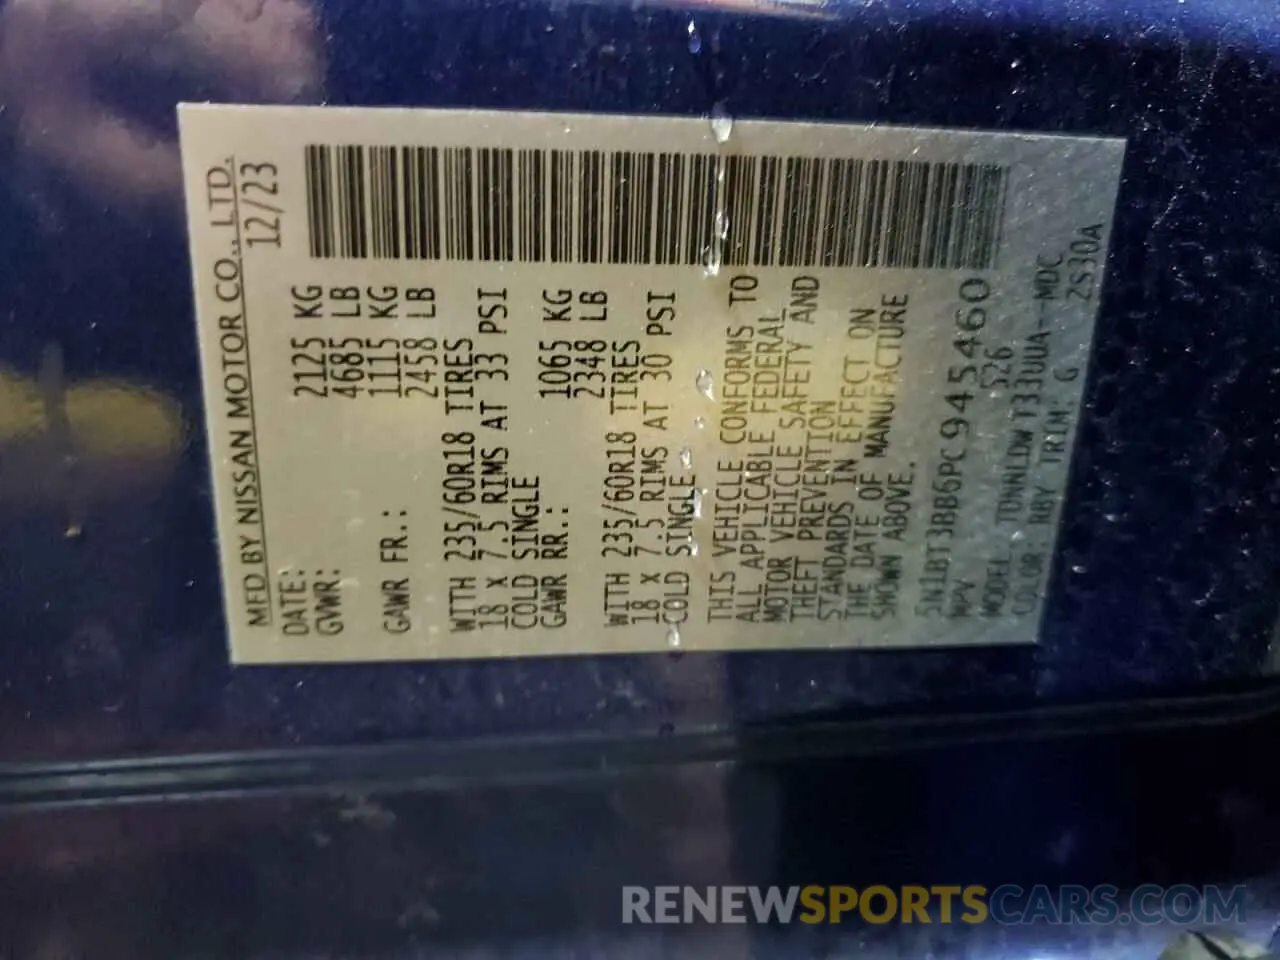 MFD BY NISSAN MOTOR CO., LTD.
DATE: 12/23
GVWR: 2125 KG
4685 LB
GAWR FR.: 1115 KG
2458 LB
WITH 235/60R18 TIRES
18 X 7.5 RIMS AT 33 PSI
COLD SINGLE
GAWR RR.: 1065 KG
2348 LB
WITH 235/60R18 TIRES
18 X 7.5 RIMS AT 30 PSI
COLD SINGLE
THIS VEHICLE CONFORMS TO
ALL APPLICABLE FEDERAL
MOTOR VEHICLE SAFETY AND
THEFT PREVENTION
STANDARDS IN EFFECT ON
THE DATE OF MANUFACTURE
SHOWN ABOVE.
5N1BT3BB6PC945460
MPV 526
MODEL: TDNNLDWT33UUA--MDC
COLOR: RBY TRIM: G ZS30A
RENEWSPORTSCARS.COM